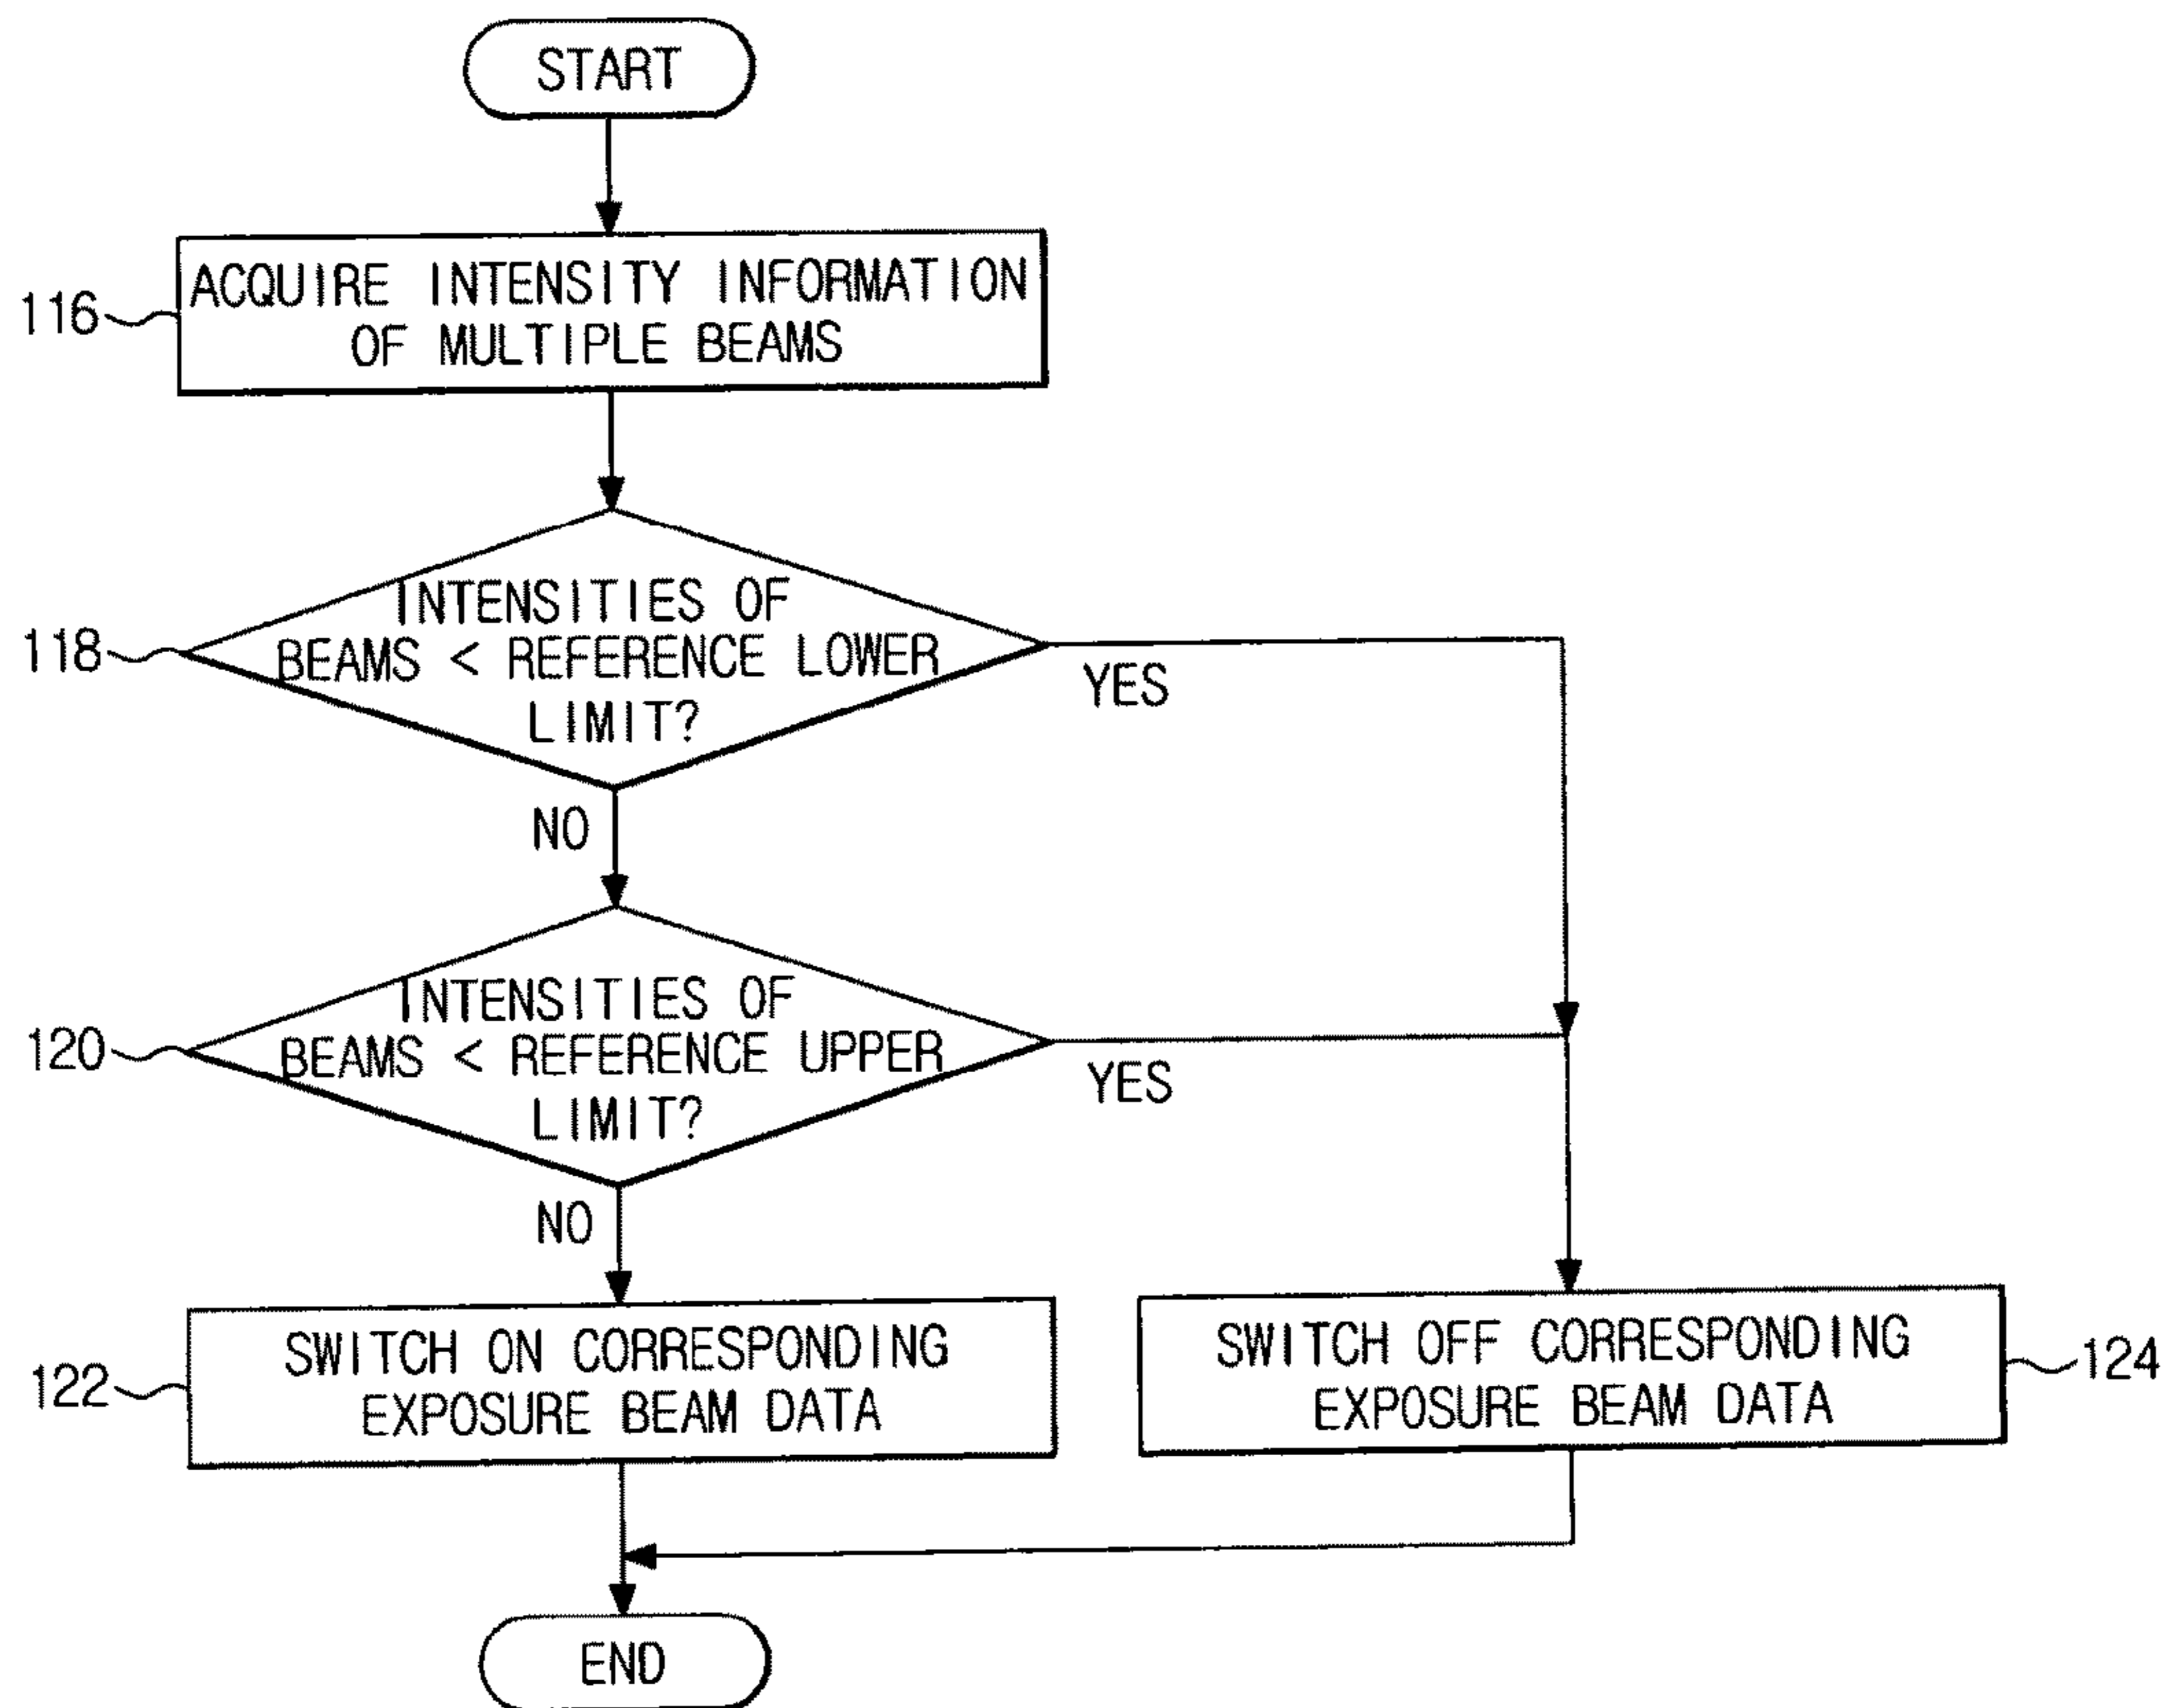 START
116
ACQUIRE INTENSITY INFORMATION
OF MULTIPLE BEAMS
118
INTENSITIES OF
BEAMS < REFERENCE LOWER
LIMIT?
YES
NO
120
INTENSITIES OF
BEAMS < REFERENCE UPPER
LIMIT?
YES
NO
122
SWITCH ON CORRESPONDING
EXPOSURE BEAM DATA
SWITCH OFF CORRESPONDING
EXPOSURE BEAM DATA
124
END